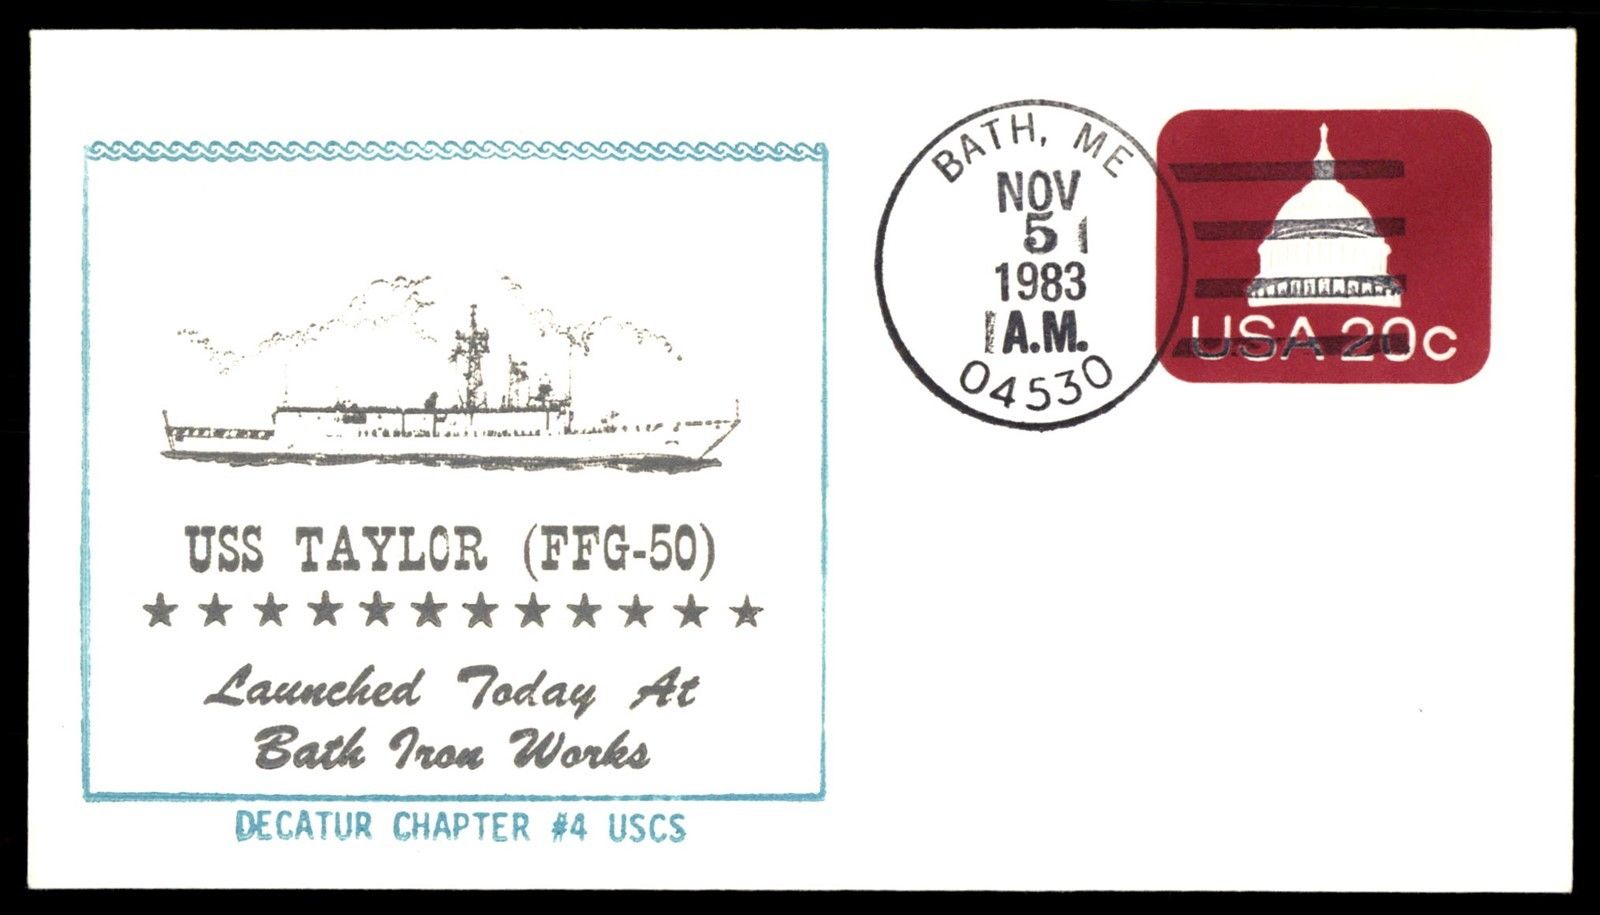 BATH, ME
NOV
5
1983
A.M.
04530
USA 20c
USS TAYLOR (FFG-50)
Launched Today At
Bath Iron Works
DECATUR CHAPTER #4 USCS